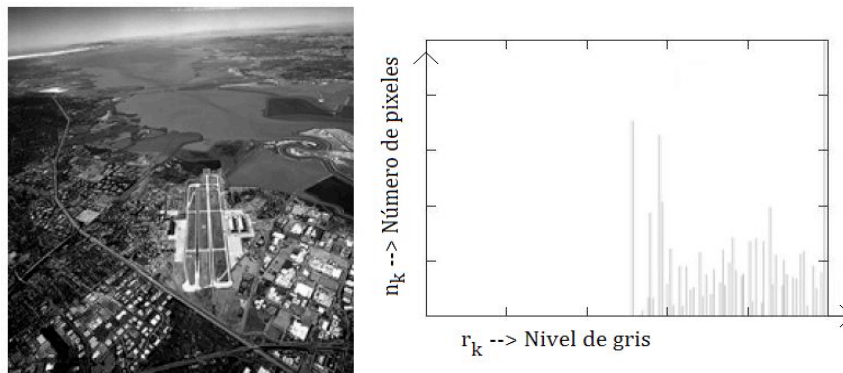 n_k --> Número de pixeles
r_k --> Nivel de gris